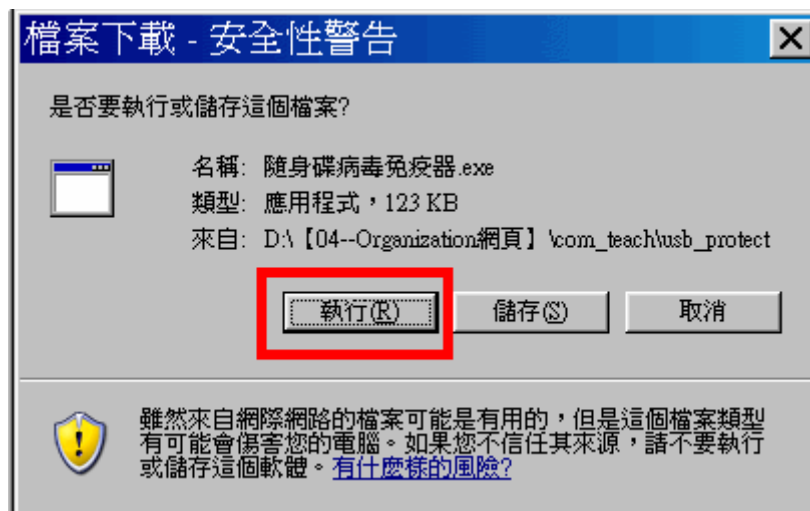 檔案下載 - 安全性警告
是否要執行或儲存這個檔案?
名稱: 隨身碟病毒免疫器.exe
類型: 應用程式，123 KB
來自: D:\【04--Organization網頁】\com_teach\usb_protect
執行(R) 儲存(S) 取消
雖然來自網際網路的檔案可能是有用的，但是這個檔案類型
有可能會傷害您的電腦。如果您不信任其來源，請不要執行
或儲存這個軟體。有什麼樣的風險?